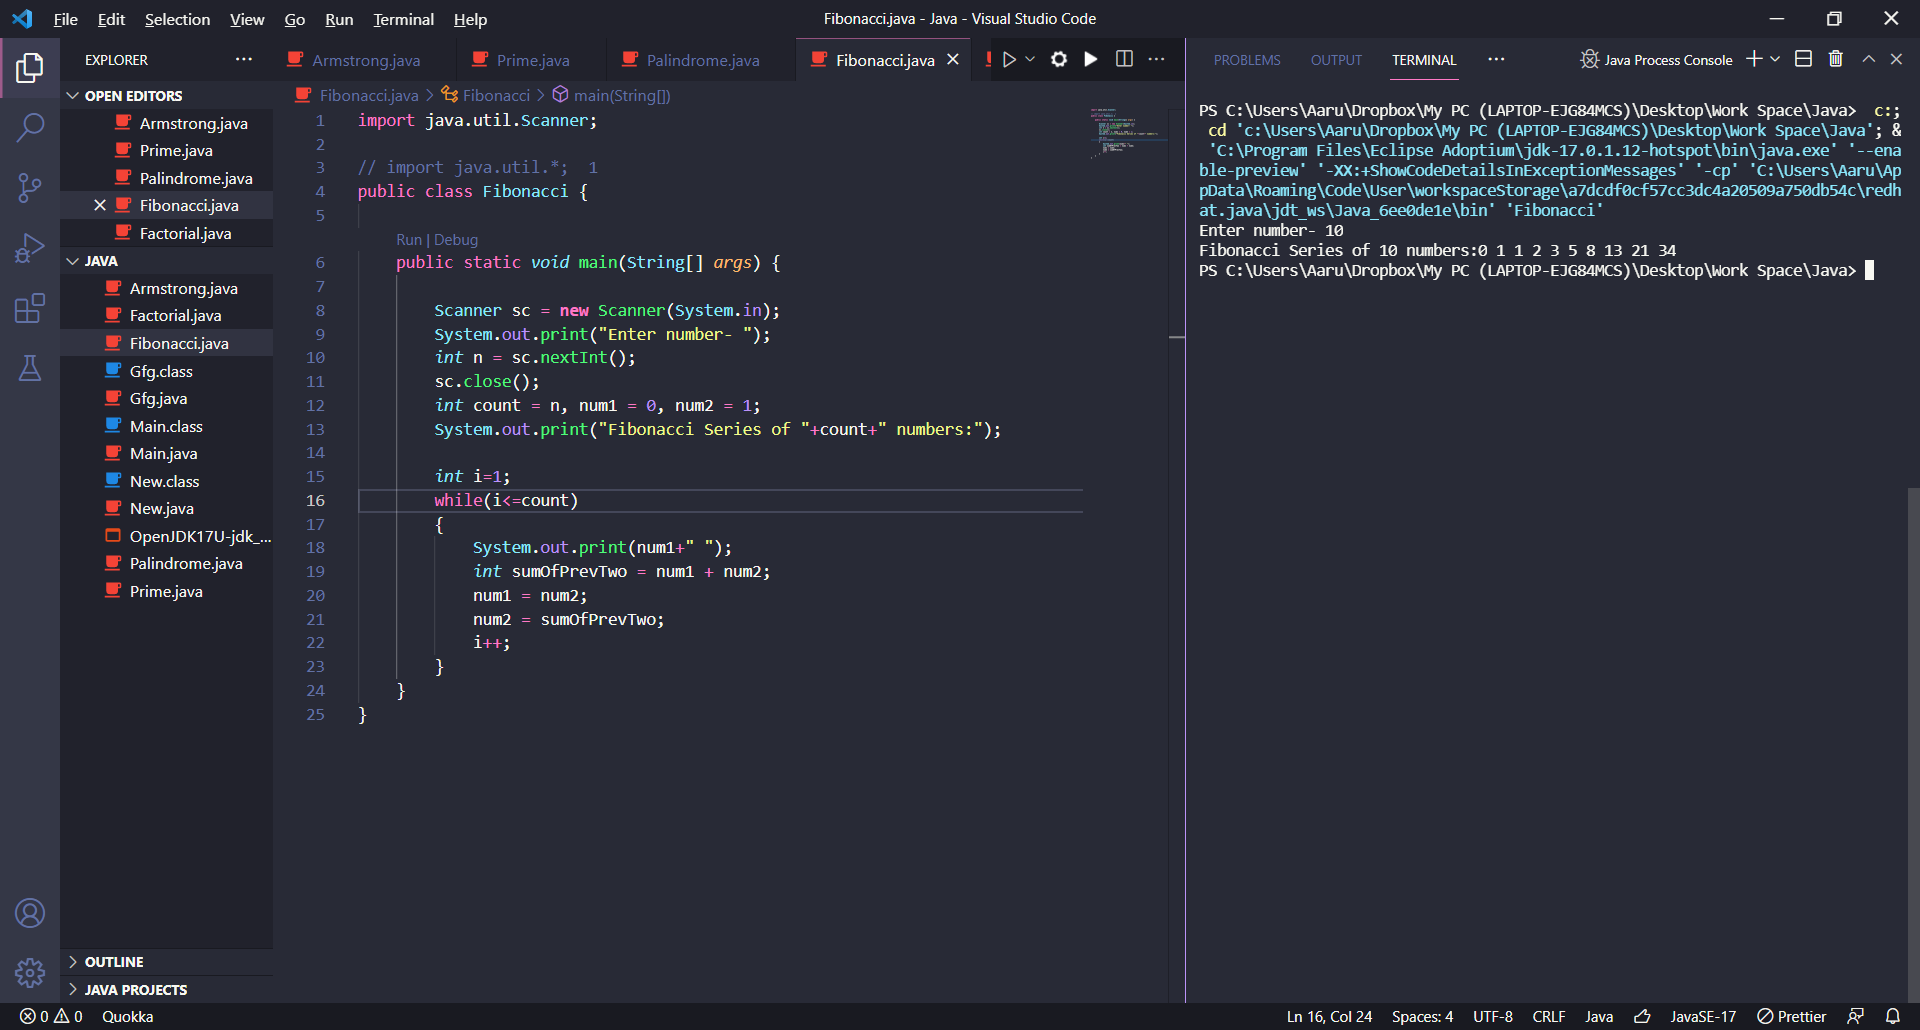 File Edit Selection View Go Run Terminal Help
Fibonacci.java - Java - Visual Studio Code
EXPLORER
OPEN EDITORS
Armstrong.java
Prime.java
Palindrome.java
Fibonacci.java
Factorial.java
JAVA
Armstrong.java
Factorial.java
Fibonacci.java
Gfg.class
Gfg.java
Main.class
Main.java
New.class
New.java
OpenJDK17U-jdk_...
Palindrome.java
Prime.java
OUTLINE
JAVA PROJECTS
Armstrong.java Prime.java Palindrome.java Fibonacci.java
Fibonacci.java > Fibonacci > main(String[])
1 import java.util.Scanner;
2
3 // import java.util.*;  1
4 public class Fibonacci {
5
Run | Debug
6     public static void main(String[] args) {
7
8         Scanner sc = new Scanner(System.in);
9         System.out.print("Enter number- ");
10         int n = sc.nextInt();
11         sc.close();
12         int count = n, num1 = 0, num2 = 1;
13         System.out.print("Fibonacci Series of "+count+" numbers:");
14
15         int i=1;
16         while(i<=count)
17         {
18             System.out.print(num1+" ");
19             int sumOfPrevTwo = num1 + num2;
20             num1 = num2;
21             num2 = sumOfPrevTwo;
22             i++;
23         }
24     }
25 }
PROBLEMS OUTPUT TERMINAL
Java Process Console
PS C:\Users\Aaru\Dropbox\My PC (LAPTOP-EJG84MCS)\Desktop\Work Space\Java>  c:;
 cd 'c:\Users\Aaru\Dropbox\My PC (LAPTOP-EJG84MCS)\Desktop\Work Space\Java'; &
 'C:\Program Files\Eclipse Adoptium\jdk-17.0.1.12-hotspot\bin\java.exe' '--ena
ble-preview' '-XX:+ShowCodeDetailsInExceptionMessages' '-cp' 'C:\Users\Aaru\Ap
pData\Roaming\Code\User\workspaceStorage\a7dcdf0cf57cc3dc4a20509a750db54c\redh
at.java\jdt_ws\Java_6ee0de1e\bin' 'Fibonacci'
Enter number- 10
Fibonacci Series of 10 numbers:0 1 1 2 3 5 8 13 21 34
PS C:\Users\Aaru\Dropbox\My PC (LAPTOP-EJG84MCS)\Desktop\Work Space\Java>
0 0 Quokka
Ln 16, Col 24 Spaces: 4 UTF-8 CRLF Java JavaSE-17 Prettier